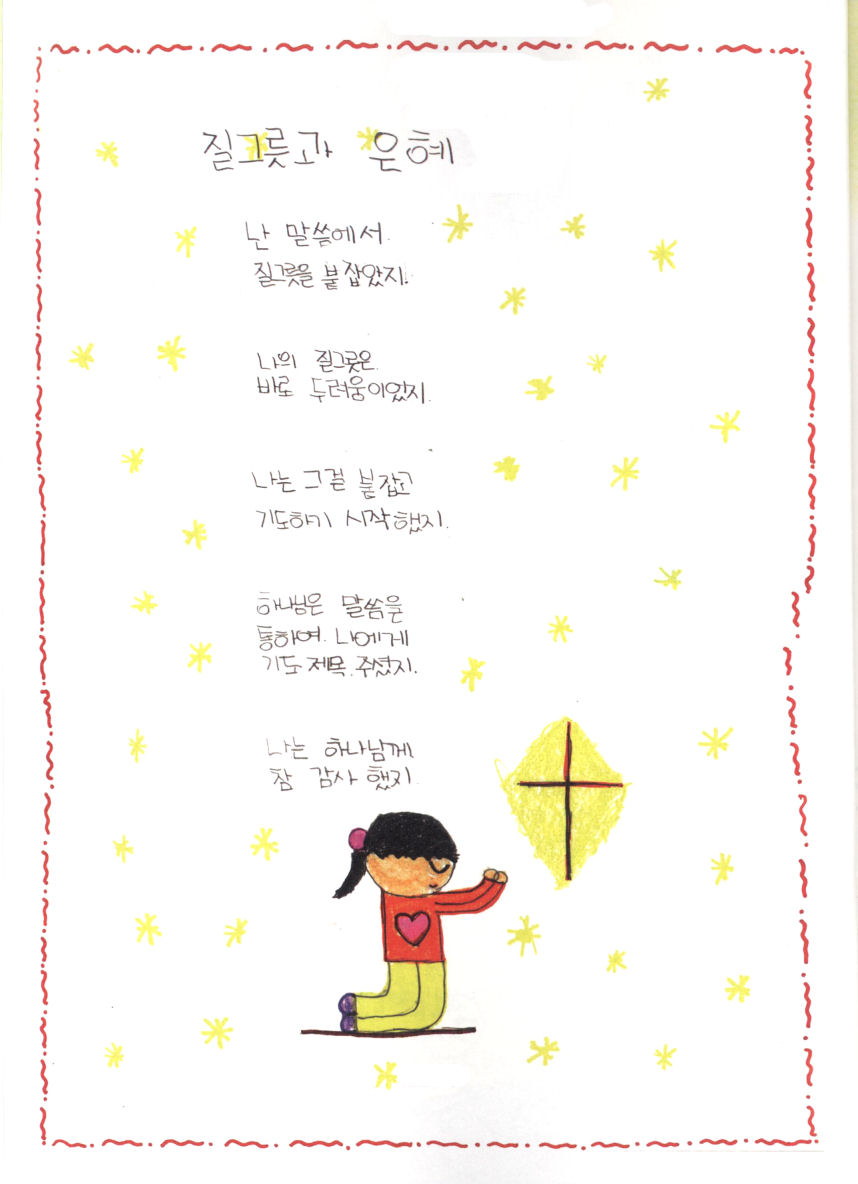 질그릇과 은혜
난 말씀에서.
질그릇을 붙잡았지.
나의 질그릇은.
바로 두려움이었지.
나는 그걸 붙잡고
기도하기 시작했지.
하나님은 말씀을
통하여. 나에게
기도 제목. 주셨지.
나는 하나님께
참 감사 했지.